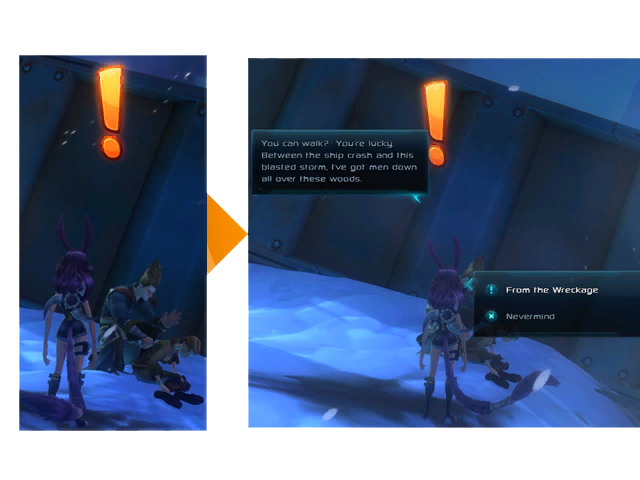 You can walk? You're lucky.
Between the ship crash and this
blasted storm, I've got men down
all over these woods.
From the Wreckage
Nevermind